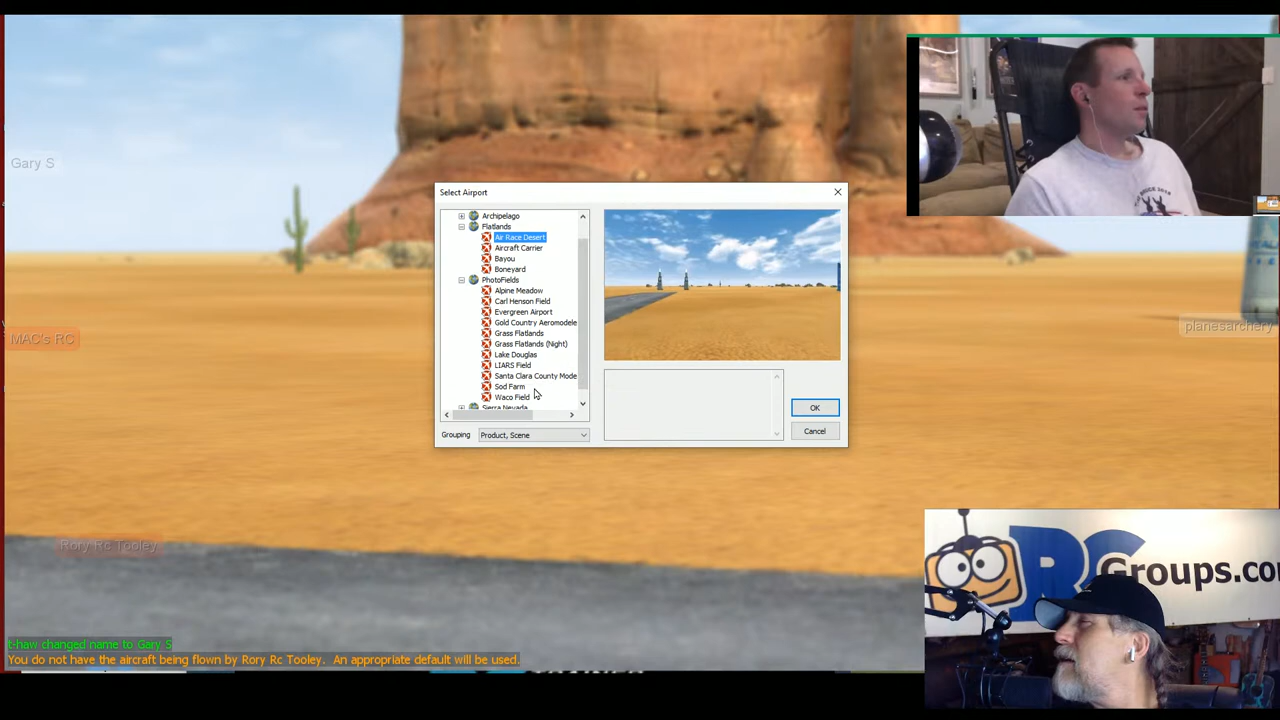 Gary S
MAC's RC
planesarchery
Rory Rc Tooley
Select Airport
Archipelago
Flatlands
Air Race Desert
Aircraft Carrier
Bayou
Boneyard
PhotoFields
Alpine Meadow
Carl Henson Field
Evergreen Airport
Gold Country Aeromodele
Grass Flatlands
Grass Flatlands (Night)
Lake Douglas
LIARS Field
Santa Clara County Mode
Sod Farm
Waco Field
Sierra Nevada
Grouping
Product, Scene
OK
Cancel
t-haw changed name to Gary S
You do not have the aircraft being flown by Rory Rc Tooley. An appropriate default will be used.
RC
Groups.co